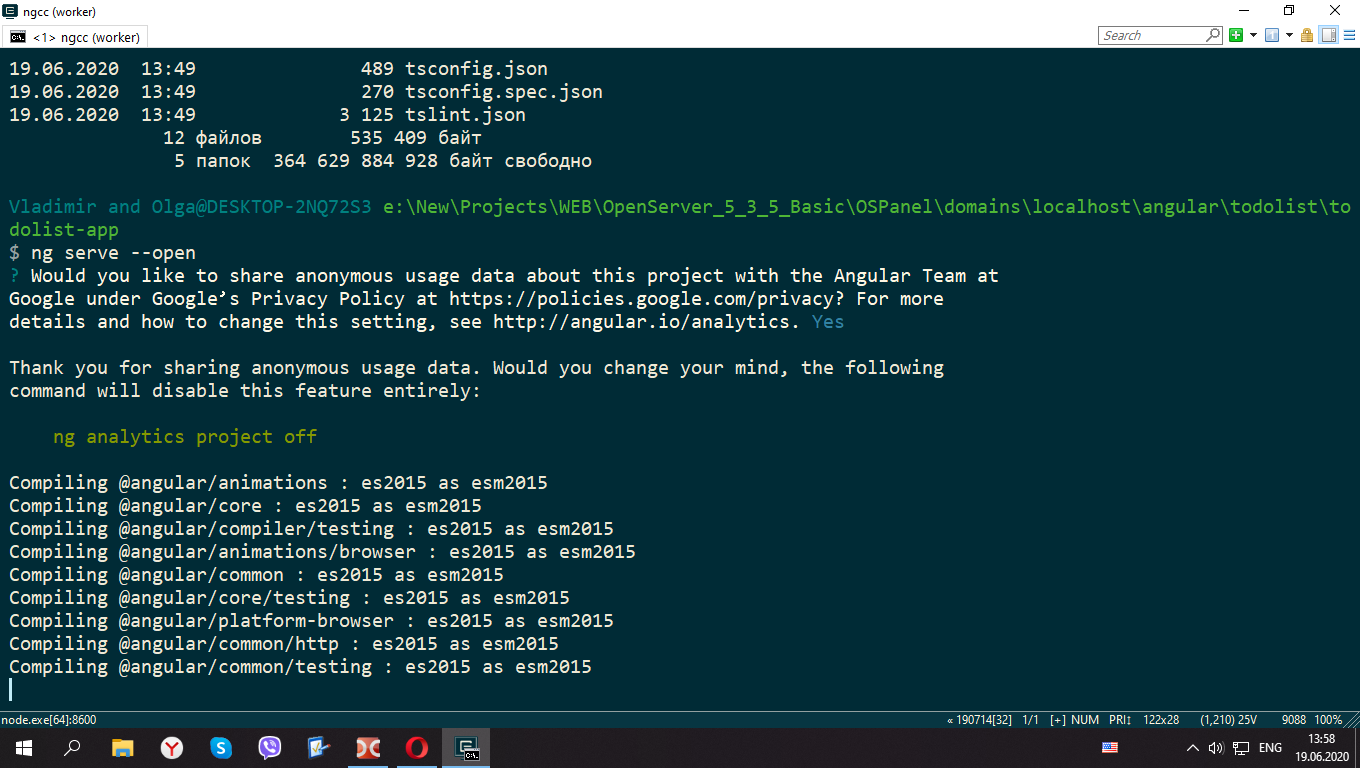 ngcc (worker)
<1> ngcc (worker)
Search
19.06.2020  13:49               489 tsconfig.json
19.06.2020  13:49               270 tsconfig.spec.json
19.06.2020  13:49             3 125 tslint.json
              12 файлов        535 409 байт
               5 папок  364 629 884 928 байт свободно
Vladimir and Olga@DESKTOP-2NQ72S3 e:\New\Projects\WEB\OpenServer_5_3_5_Basic\OSPanel\domains\localhost\angular\todolist\to
dolist-app
$ ng serve --open
? Would you like to share anonymous usage data about this project with the Angular Team at
Google under Google’s Privacy Policy at https://policies.google.com/privacy? For more
details and how to change this setting, see http://angular.io/analytics. Yes
Thank you for sharing anonymous usage data. Would you change your mind, the following
command will disable this feature entirely:
    ng analytics project off
Compiling @angular/animations : es2015 as esm2015
Compiling @angular/core : es2015 as esm2015
Compiling @angular/compiler/testing : es2015 as esm2015
Compiling @angular/animations/browser : es2015 as esm2015
Compiling @angular/common : es2015 as esm2015
Compiling @angular/core/testing : es2015 as esm2015
Compiling @angular/platform-browser : es2015 as esm2015
Compiling @angular/common/http : es2015 as esm2015
Compiling @angular/common/testing : es2015 as esm2015
node.exe[64]:8600 « 190714[32] 1/1 [+] NUM PRI↕ 122x28 (1,210) 25V 9088 100%
ENG
13:58
19.06.2020